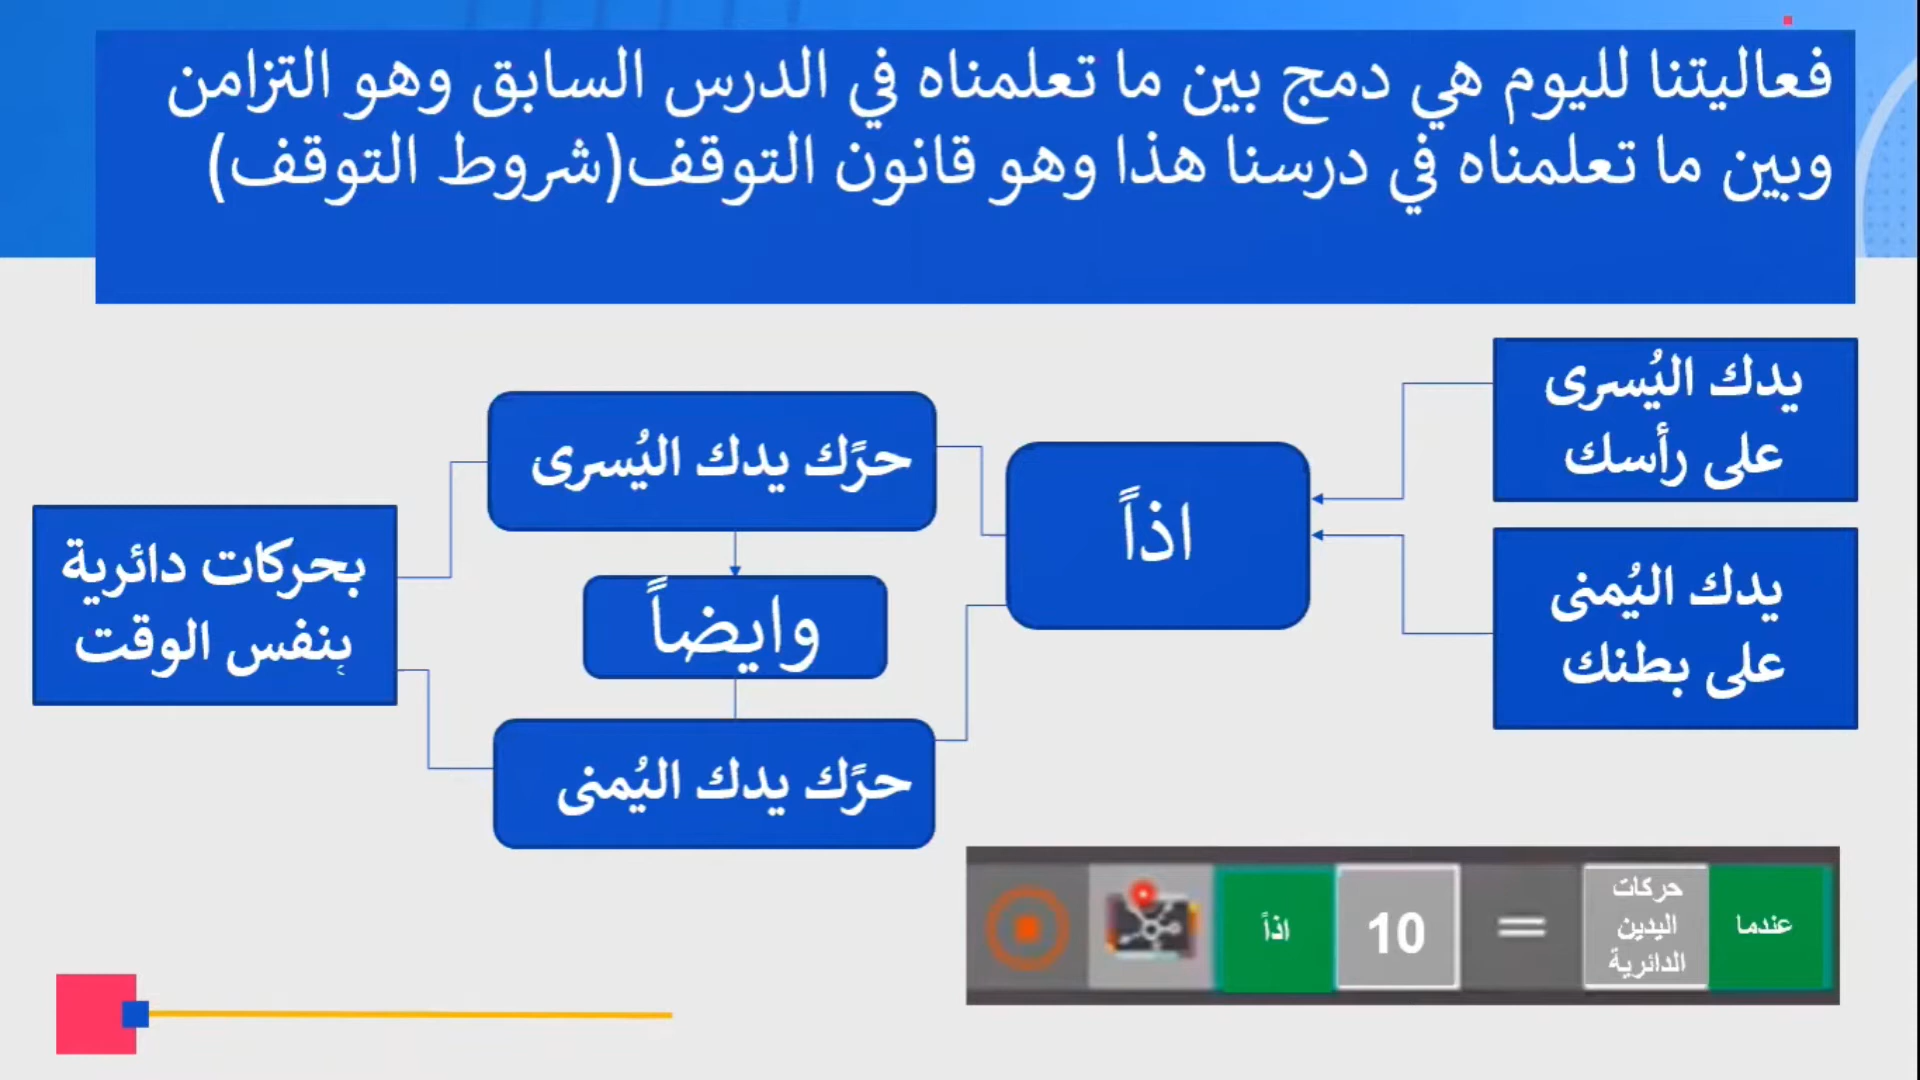 فعاليتنا لليوم هي دمج بين ما تعلمناه في الدرس السابق وهو التزامن
وبين ما تعلمناه في درسنا هذا وهو قانون التوقف(شروط التوقف)
يدك اليُسرى
على رأسك
يدك اليُمنى
على بطنك
اذاً
حرًك يدك اليُسرى
وايضاً
حرًك يدك اليُمنى
بحركات دائرية
بٕنفس الوقت
عندما
حركات
اليدين
الدائرية
=
10
اذاً